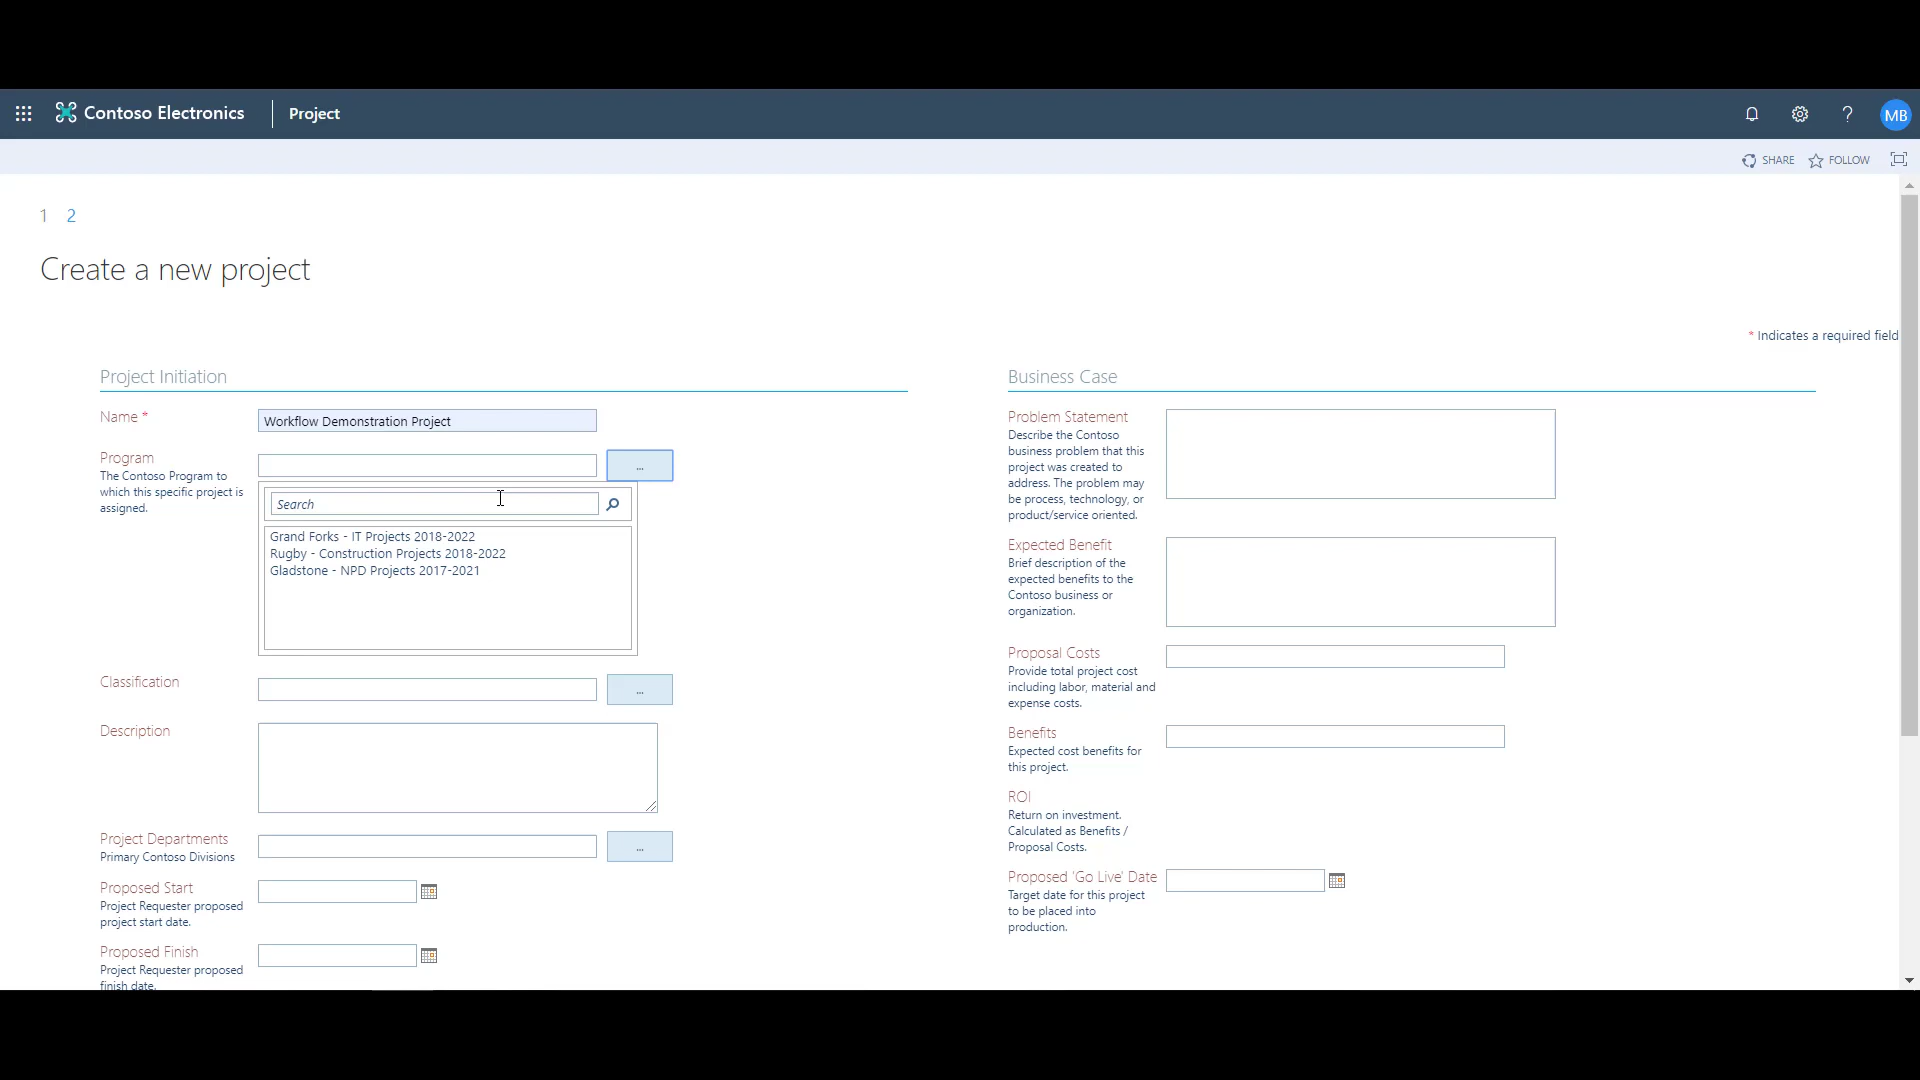 Contoso Electronics
Project
MB
SHARE
FOLLOW
1 2
Create a new project
* Indicates a required field
Project Initiation
Name *
Workflow Demonstration Project
Program
The Contoso Program to
which this specific project is
assigned.
...
Search
Grand Forks - IT Projects 2018-2022
Rugby - Construction Projects 2018-2022
Gladstone - NPD Projects 2017-2021
Classification
...
Description
Project Departments
Primary Contoso Divisions
...
Proposed Start
Project Requester proposed
project start date.
Proposed Finish
Project Requester proposed
finish date.
Business Case
Problem Statement
Describe the Contoso
business problem that this
project was created to
address. The problem may
be process, technology, or
product/service oriented.
Expected Benefit
Brief description of the
expected benefits to the
Contoso business or
organization.
Proposal Costs
Provide total project cost
including labor, material and
expense costs.
Benefits
Expected cost benefits for
this project.
ROI
Return on investment.
Calculated as Benefits /
Proposal Costs.
Proposed 'Go Live' Date
Target date for this project
to be placed into
production.